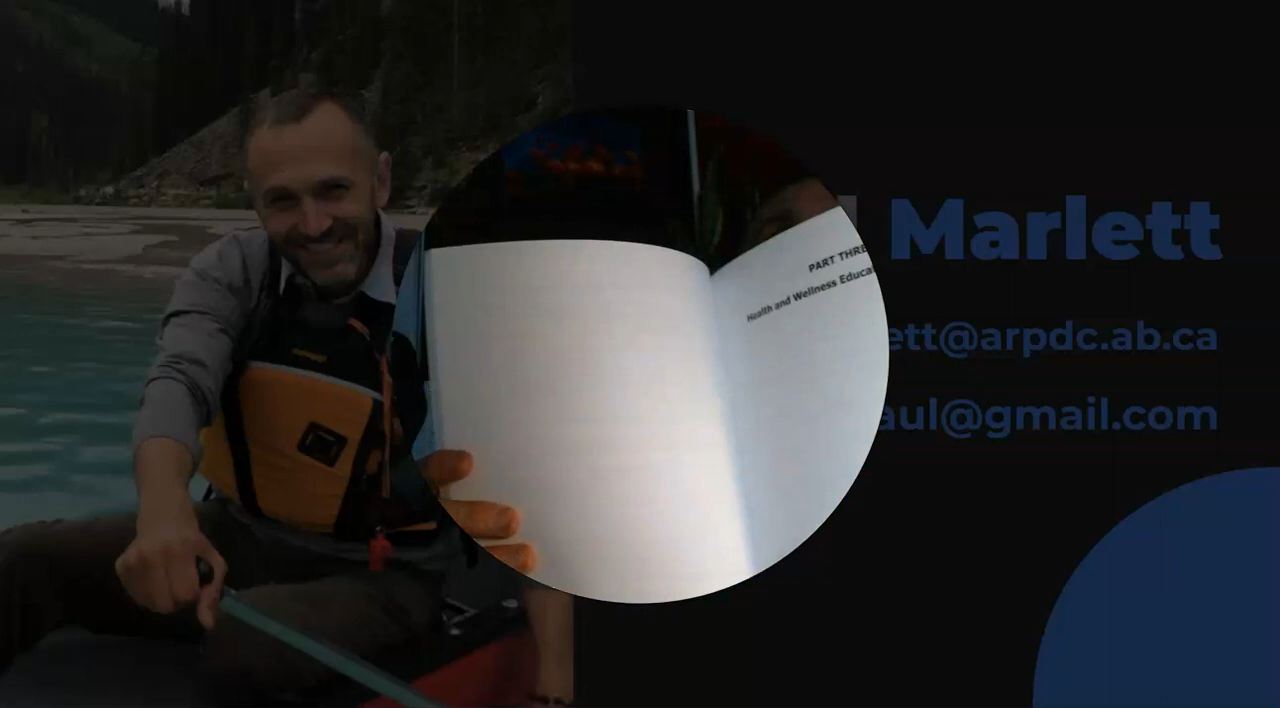 Marlett
ett@arpdc.ab.ca
aul@gmail.com
PART THRE
Health and Wellness Educa